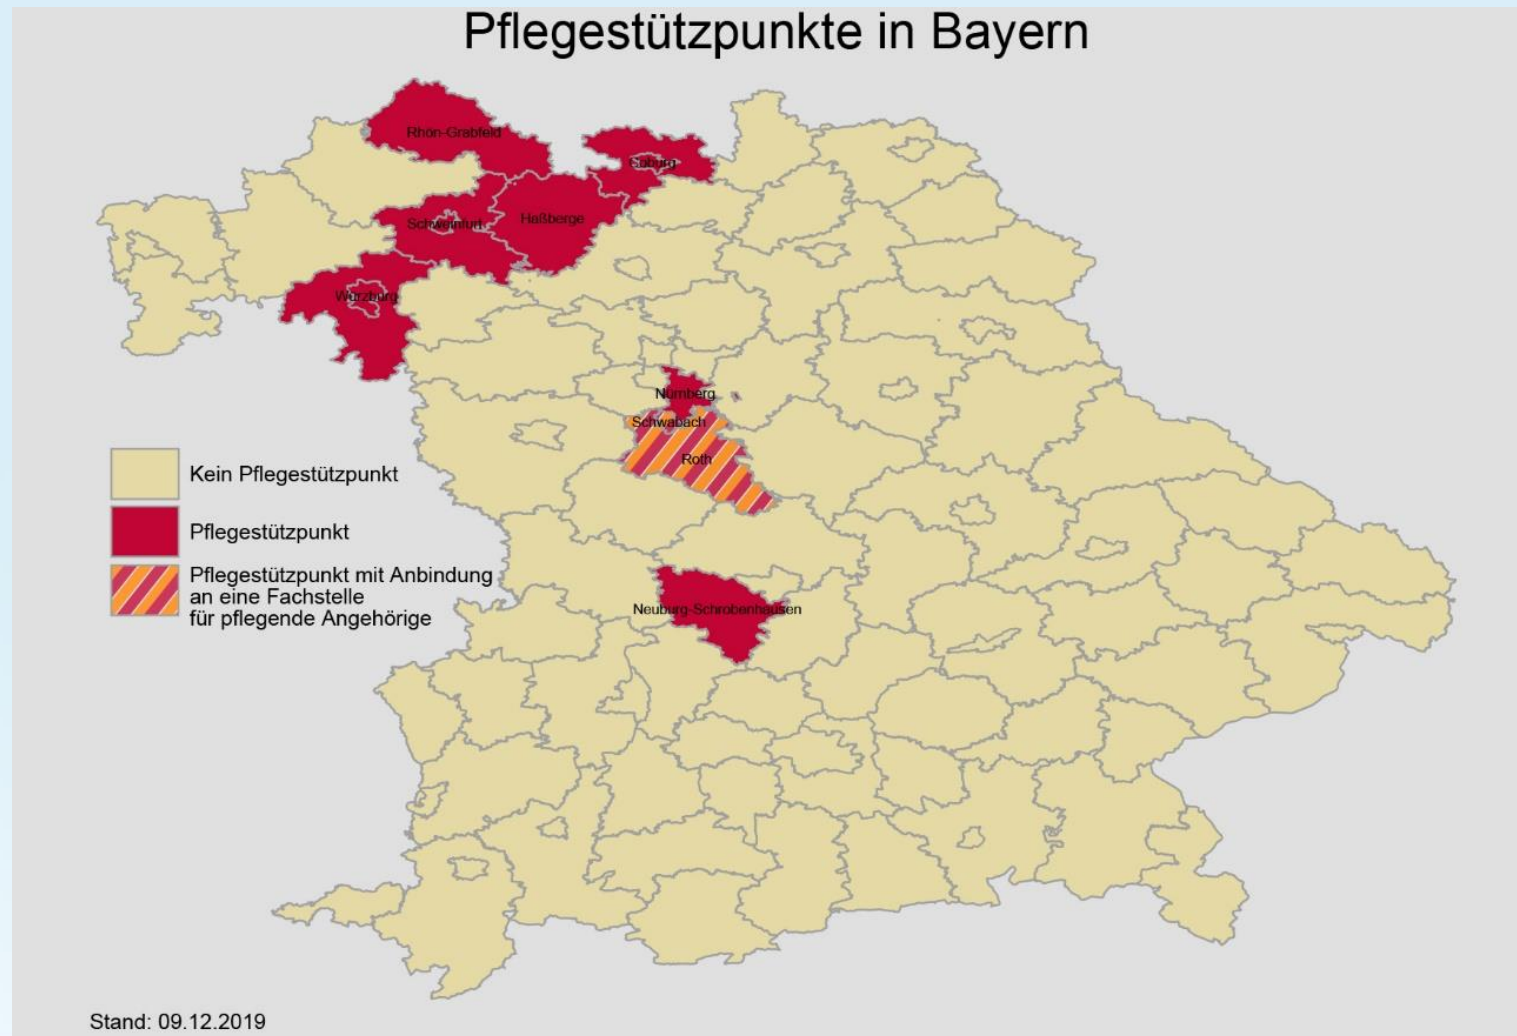 Pflegestützpunkte in Bayern
Rhön-Grabfeld
Coburg
Schweinfurt
Haßberge
Würzburg
Nürnberg
Schwabach
Roth
Kein Pflegestützpunkt
Pflegestützpunkt
Pflegestützpunkt mit Anbindung
an eine Fachstelle
für pflegende Angehörige
Neuburg-Schrobenhausen
Stand: 09.12.2019